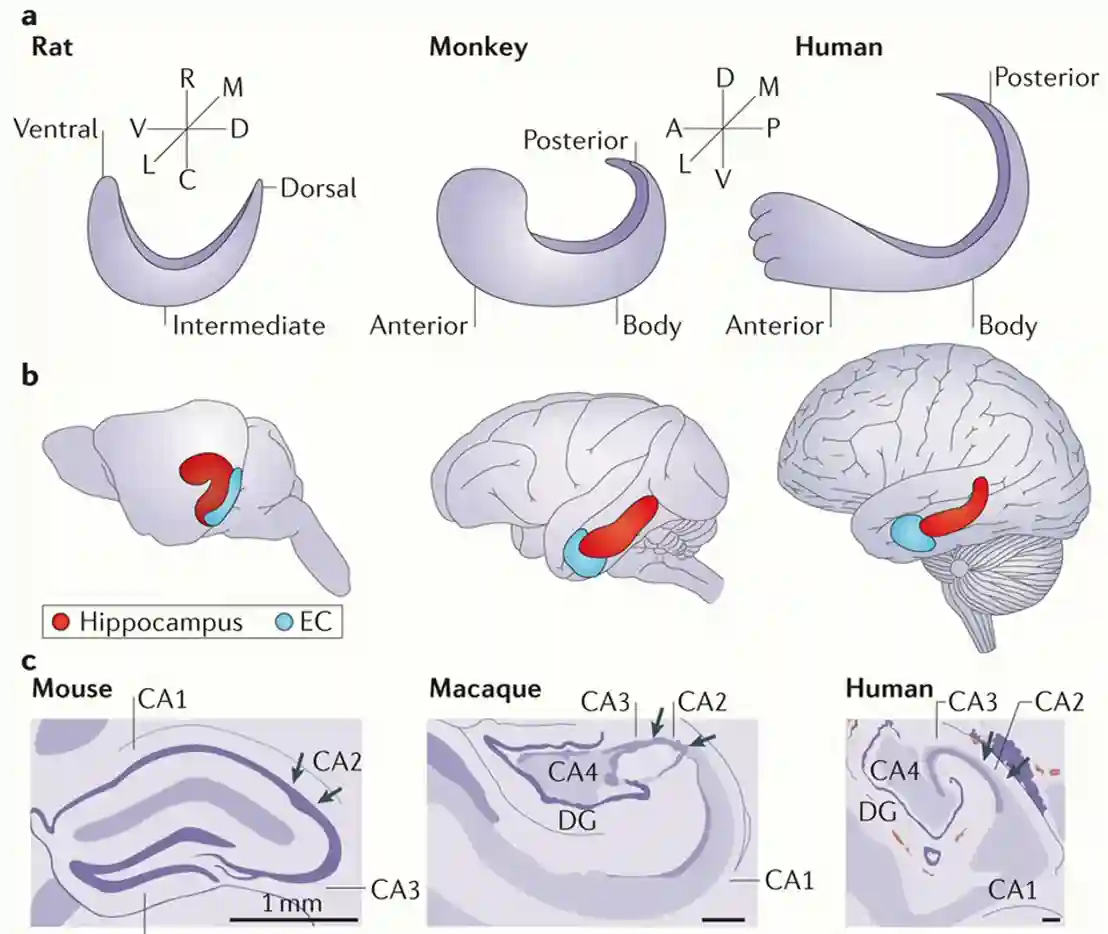 a
Rat
Monkey
Human
R
M
V
D
L
C
Ventral
Dorsal
Intermediate
D
M
A
P
L
V
Posterior
Anterior
Body
Posterior
Anterior
Body
b
Hippocampus
EC
c
Mouse
Macaque
Human
CA1
CA2
CA3
1 mm
CA3
CA2
CA4
DG
CA1
CA3
CA2
CA4
DG
CA1